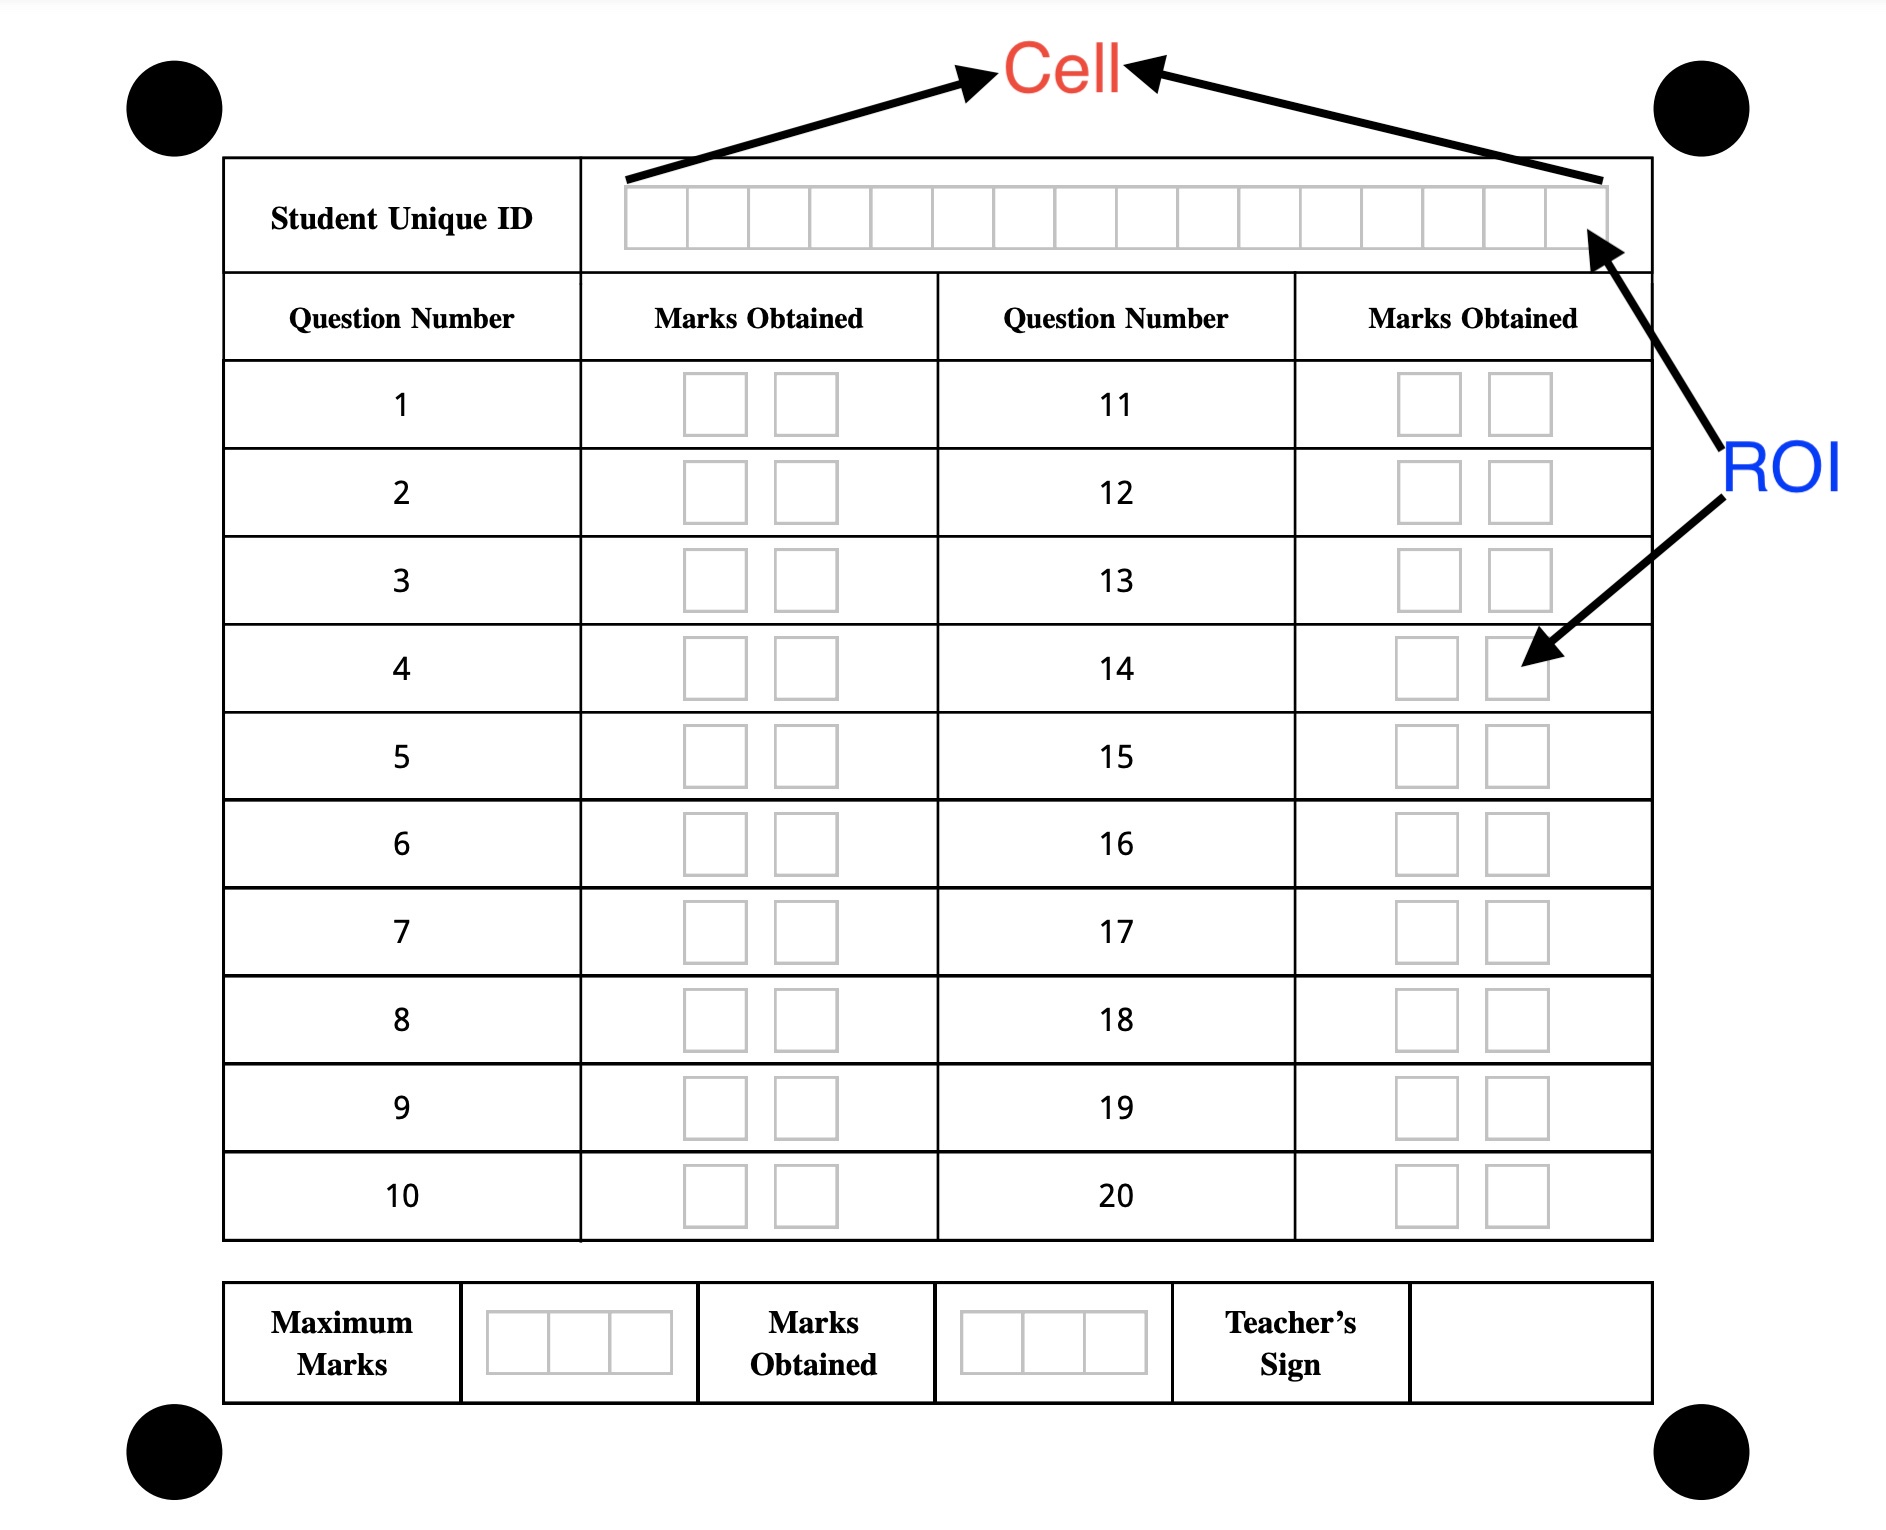 Cell
Student Unique ID
Question Number Marks Obtained Question Number Marks Obtained
1 11
ROI
2 12
3 13
4 14
5 15
6 16
7 17
8 18
9 19
10 20
Maximum Marks
Marks Obtained
Teacher’s Sign